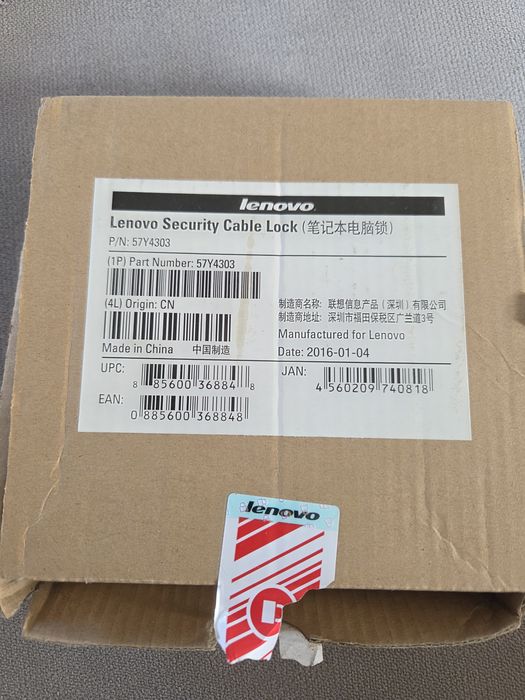 lenovo
Lenovo Security Cable Lock (笔记本电脑锁)
P/N: 57Y4303
(1P) Part Number: 57Y4303
(4L) Origin: CN
制造商名称: 联想信息产品(深圳)有限公司
制造商地址: 深圳市福田保税区广兰道3号
Manufactured for Lenovo
Made in China 中国制造
Date: 2016-01-04
UPC: 8 85600 36884 8
JAN: 4 560209 740818
EAN: 0 885600 368848
lenovo